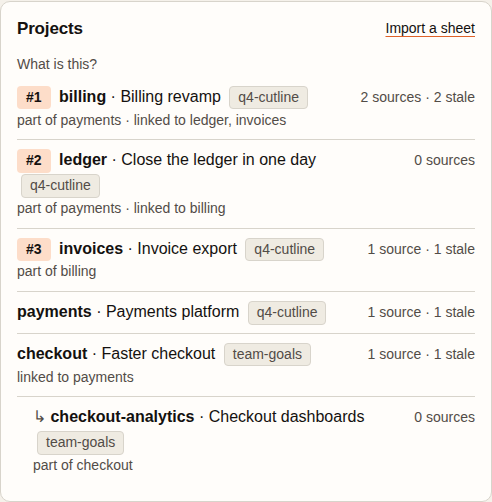 Projects Import a sheet
What is this?
#1 billing · Billing revamp q4-cutline 2 sources · 2 stale
part of payments · linked to ledger, invoices
#2 ledger · Close the ledger in one day 0 sources
q4-cutline
part of payments · linked to billing
#3 invoices · Invoice export q4-cutline 1 source · 1 stale
part of billing
payments · Payments platform q4-cutline 1 source · 1 stale
checkout · Faster checkout team-goals 1 source · 1 stale
linked to payments
↳ checkout-analytics · Checkout dashboards 0 sources
team-goals
part of checkout